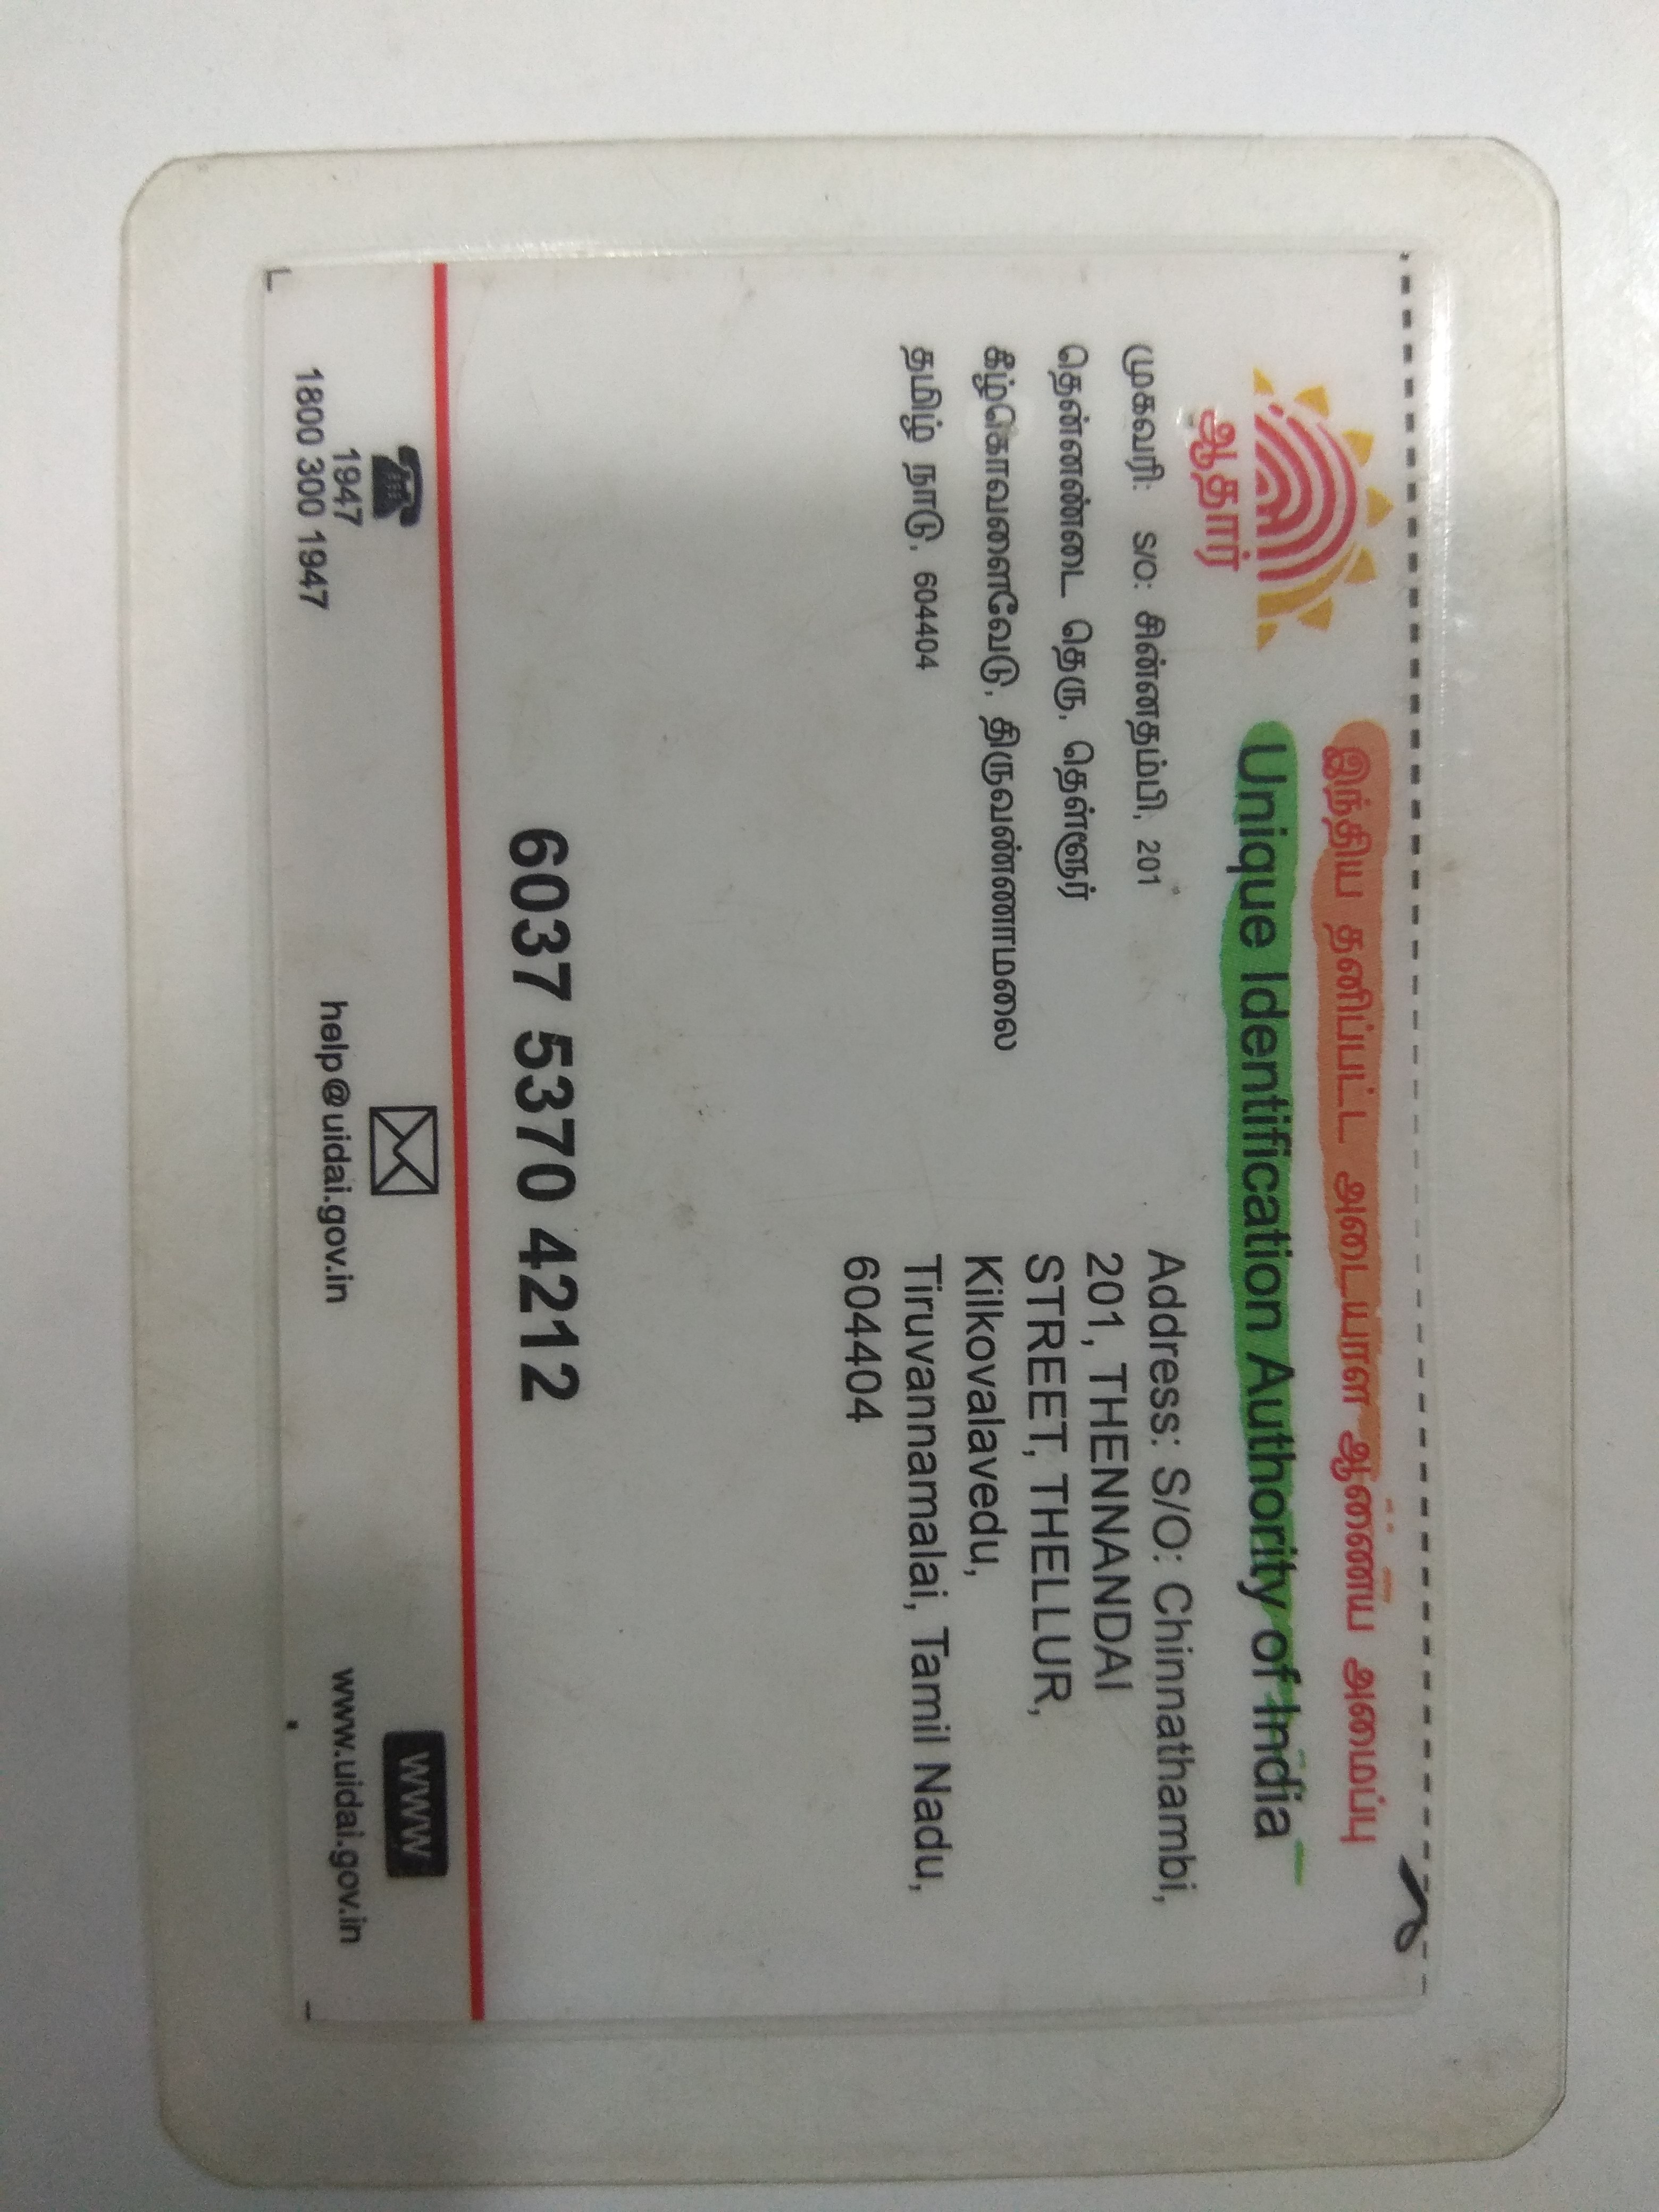 இந்திய தனிப்பட்ட அடையாள ஆணைய அமைப்பு
Unique Identification Authority of India
ஆதார்
முகவரி: S/O: சின்னதம்பி, 201
தென்னண்டை தெரு, தெள்ளூர்
கீழ்கொவளைவேடு, திருவண்ணாமலை
தமிழ் நாடு, 604404
Address: S/O: Chinnathambi,
201, THENNANDAI
STREET, THELLUR,
Kilkovalavedu,
Tiruvannamalai, Tamil Nadu,
604404
6037 5370 4212
1947
1800 300 1947
help@uidai.gov.in
WWW
www.uidai.gov.in